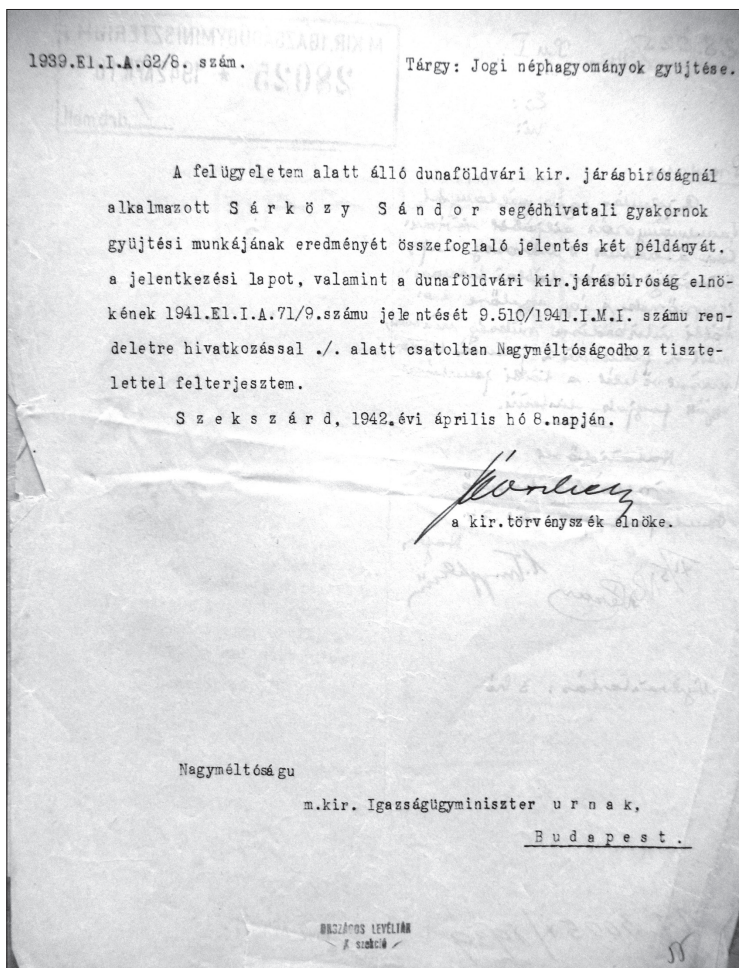 1939.El.I.A.62/8. szám.
Tárgy: Jogi néphagyományok gyüjtése.
A felügyeletem alatt álló dunaföldvári kir. járásbiróságnál
alkalmazott S á r k ö z y S á n d o r segédhivatali gyakornok
gyüjtési munkájának eredményét összefoglaló jelentés két példányát.
a jelentkezési lapot, valamint a dunaföldvári kir.járásbiróság elnö-
kének 1941.El.I.A.71/9.számu jelentését 9.510/1941.I.M.I. számu ren-
deletre hivatkozással ./. alatt csatoltan Nagyméltóságodhoz tiszte-
lettel felterjesztem.
S z e k s z á r d, 1942.évi április hó 8.napján.
a kir.törvényszék elnöke.
Nagyméltóságu
m.kir. Igazságügyminiszter u r n a k,
B u d a p e s t.
ORSZÁGOS LEVÉLTÁR
szekció